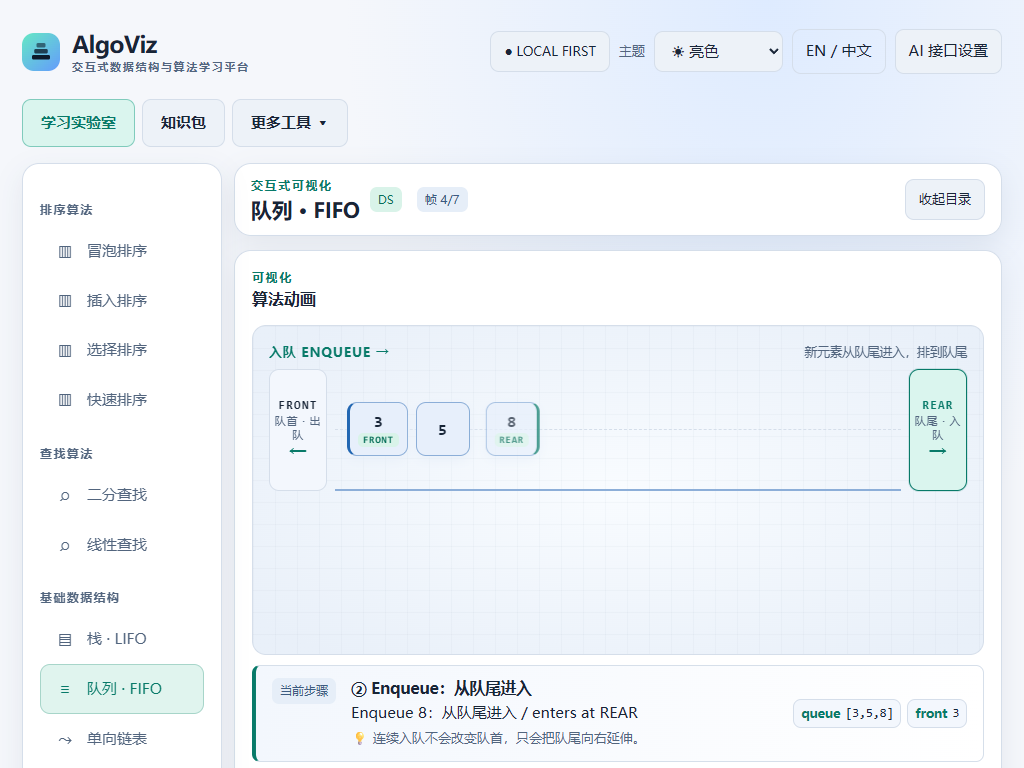 AlgoViz
交互式数据结构与算法学习平台
● LOCAL FIRST
主题
☀ 亮色
EN / 中文
AI 接口设置
学习实验室
知识包
更多工具 ▾
排序算法
冒泡排序
插入排序
选择排序
快速排序
查找算法
二分查找
线性查找
基础数据结构
栈 · LIFO
队列 · FIFO
单向链表
交互式可视化
队列 • FIFO
DS
帧 4/7
收起目录
可视化
算法动画
入队 ENQUEUE →
新元素从队尾进入，排到队尾
FRONT
队首 · 出
队
←
3
FRONT
5
8
REAR
REAR
队尾 · 入
队
→
当前步骤
② Enqueue：从队尾进入
Enqueue 8：从队尾进入 / enters at REAR
💡 连续入队不会改变队首，只会把队尾向右延伸。
queue [3,5,8]
front 3